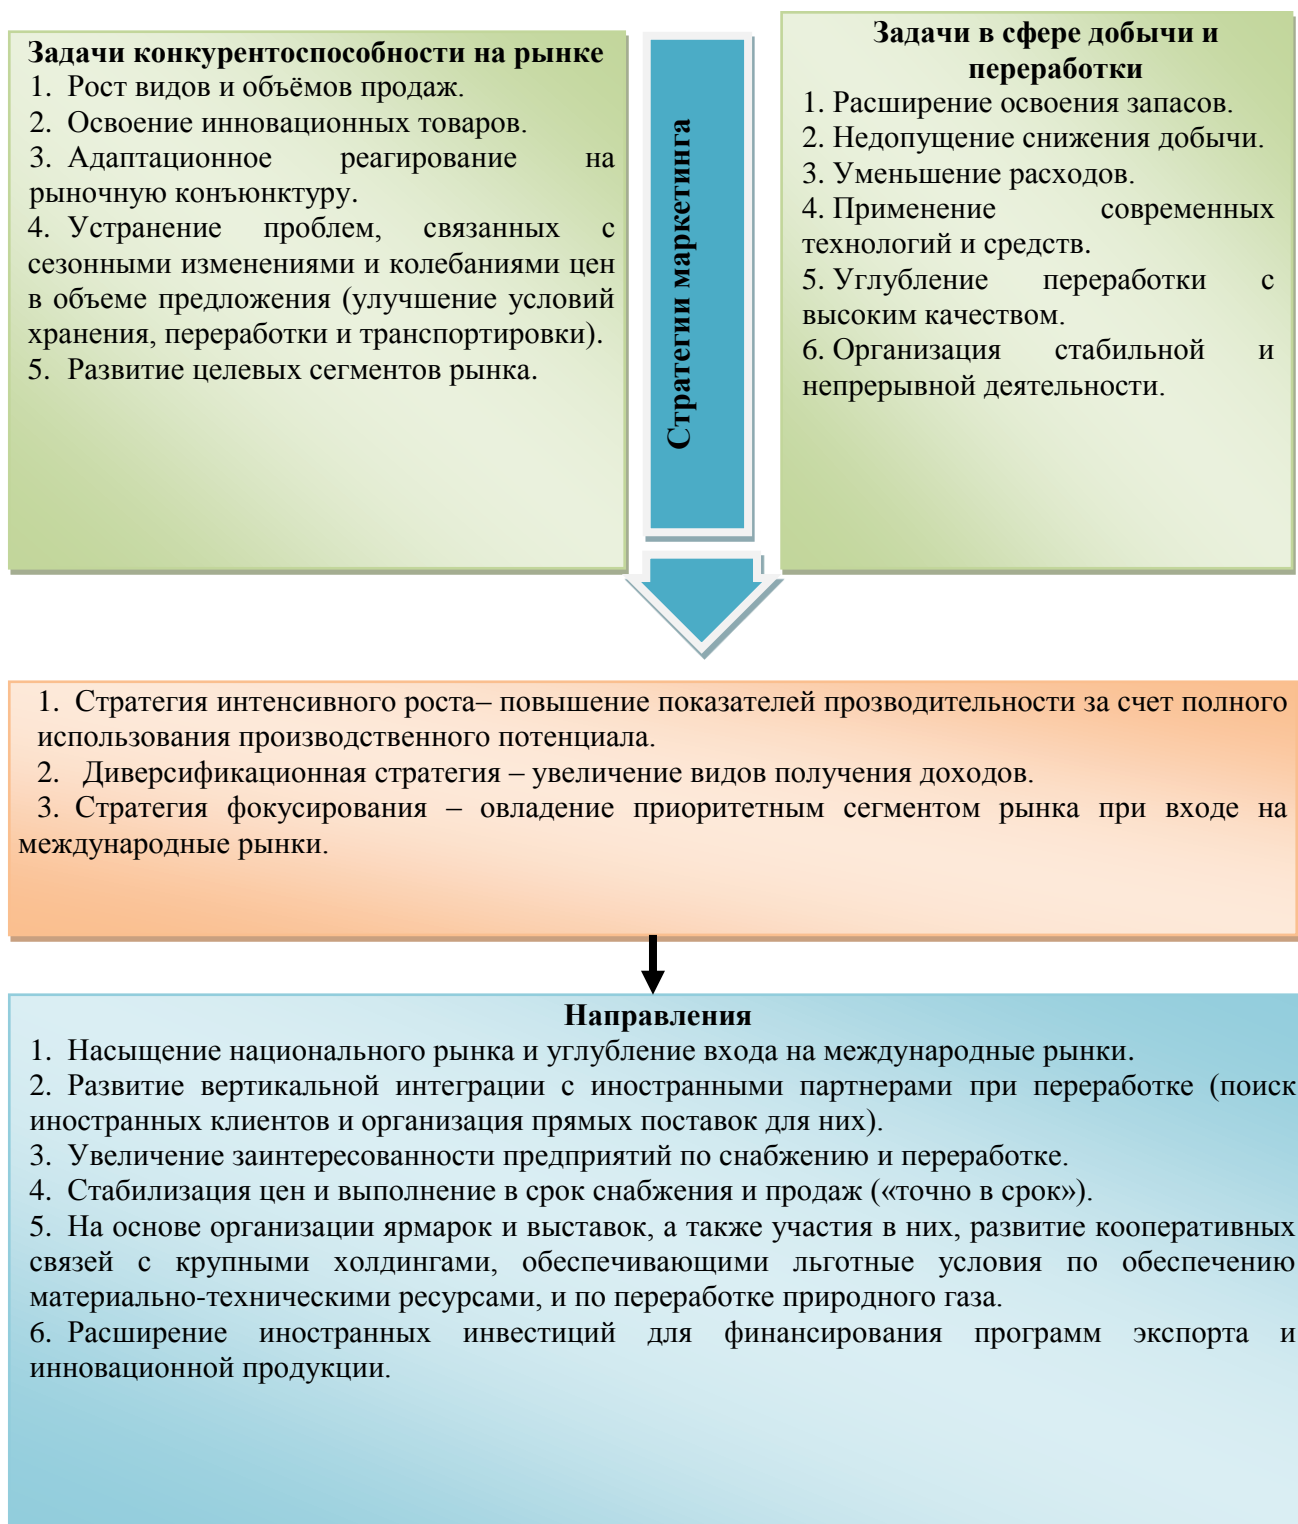 Задачи конкурентоспособности на рынке
1. Рост видов и объёмов продаж.
2. Освоение инновационных товаров.
3. Адаптационное реагирование на
рыночную конъюнктуру.
4. Устранение проблем, связанных с
сезонными изменениями и колебаниями цен
в объеме предложения (улучшение условий
хранения, переработки и транспортировки).
5. Развитие целевых сегментов рынка.
Стратегии маркетинга
Задачи в сфере добычи и
переработки
1. Расширение освоения запасов.
2. Недопущение снижения добычи.
3. Уменьшение расходов.
4. Применение современных
технологий и средств.
5. Углубление переработки с
высоким качеством.
6. Организация стабильной и
непрерывной деятельности.
1. Стратегия интенсивного роста– повышение показателей прозводительности за счет полного
использования производственного потенциала.
2. Диверсификационная стратегия – увеличение видов получения доходов.
3. Стратегия фокусирования – овладение приоритетным сегментом рынка при входе на
международные рынки.
Направления
1. Насыщение национального рынка и углубление входа на международные рынки.
2. Развитие вертикальной интеграции с иностранными партнерами при переработке (поиск
иностранных клиентов и организация прямых поставок для них).
3. Увеличение заинтересованности предприятий по снабжению и переработке.
4. Стабилизация цен и выполнение в срок снабжения и продаж («точно в срок»).
5. На основе организации ярмарок и выставок, а также участия в них, развитие кооперативных
связей с крупными холдингами, обеспечивающими льготные условия по обеспечению
материально-техническими ресурсами, и по переработке природного газа.
6. Расширение иностранных инвестиций для финансирования программ экспорта и
инновационной продукции.